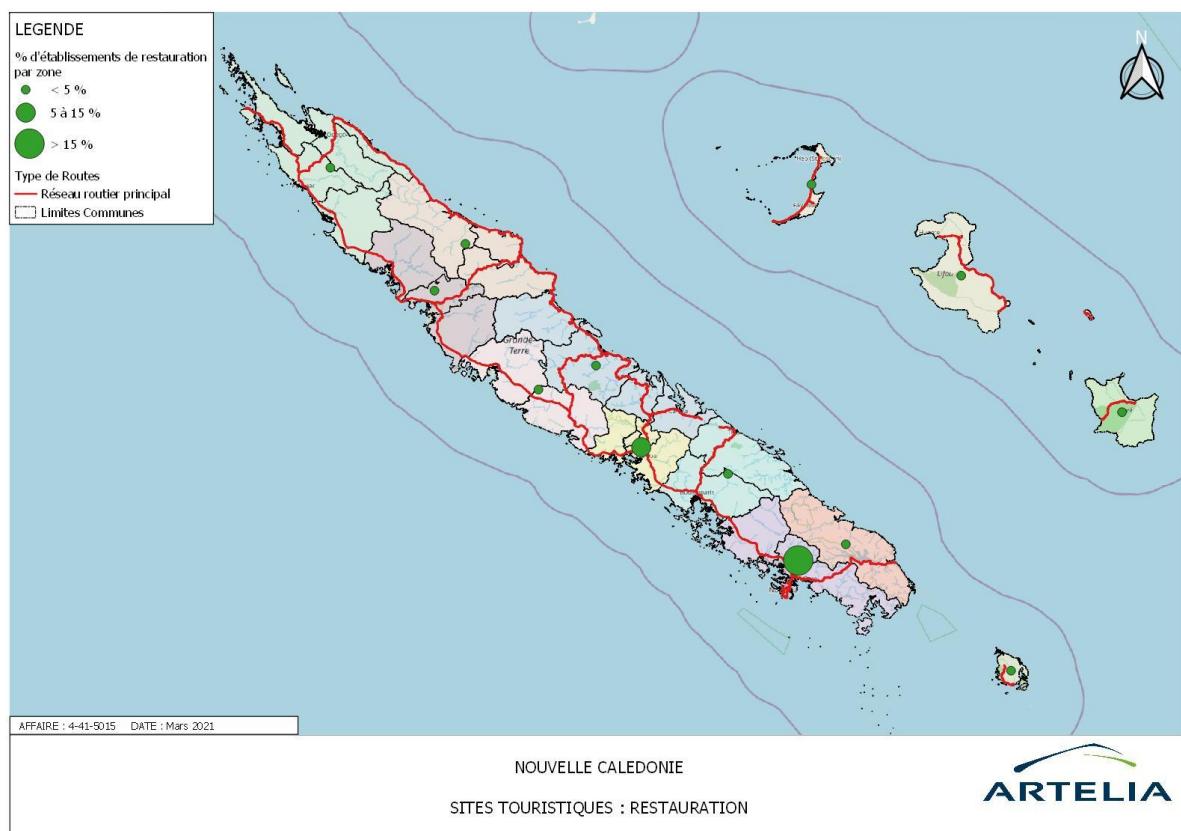 LEGENDE
% d'établissements de restauration
par zone
< 5 %
5 à 15 %
> 15 %
Type de Routes
Réseau routier principal
Limites Communes
N
Lifou
Grande
Terre
AFFAIRE : 4-41-5015 DATE : Mars 2021
NOUVELLE CALEDONIE
SITES TOURISTIQUES : RESTAURATION
ARTELIA